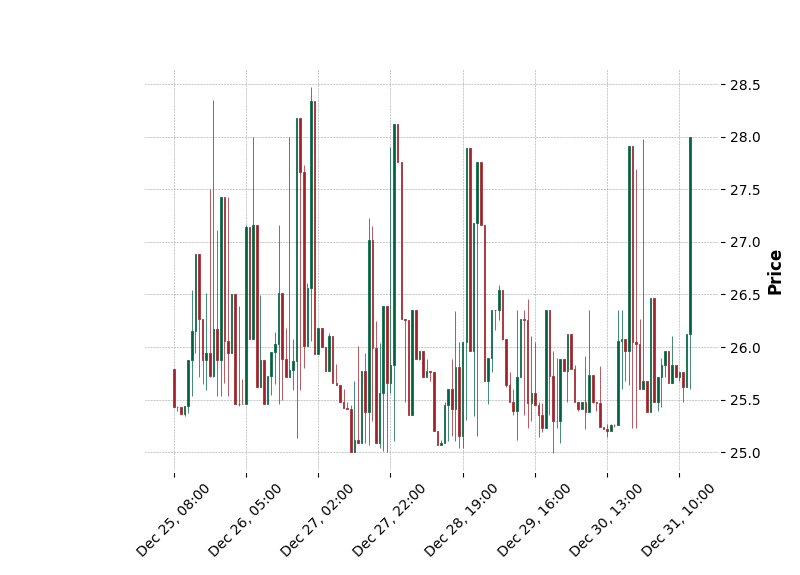 28.5
28.0
27.5
27.0
26.5
26.0
25.5
25.0
Price
Dec 25, 08:00
Dec 26, 05:00
Dec 27, 02:00
Dec 27, 22:00
Dec 28, 19:00
Dec 29, 16:00
Dec 30, 13:00
Dec 31, 10:00